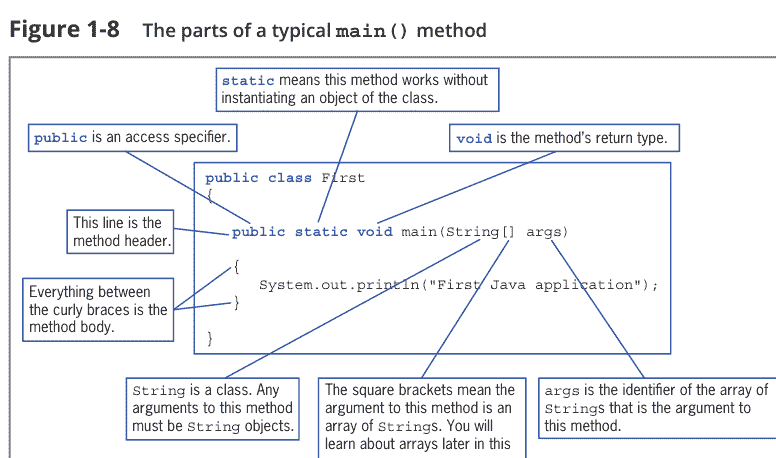 Figure 1-8 The parts of a typical main() method
static means this method works without
instantiating an object of the class.
public is an access specifier.
void is the method's return type.
public class First
{
This line is the
method header.
public static void main(String[] args)
{
System.out.println("First Java application");
}
Everything between
the curly braces is the
method body.
}
String is a class. Any
arguments to this method
must be String objects.
The square brackets mean the
argument to this method is an
array of Strings. You will
learn about arrays later in this
args is the identifier of the array of
Strings that is the argument to
this method.